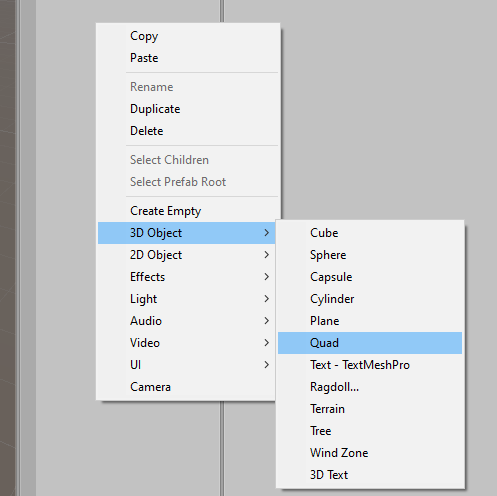 Copy
Paste
Rename
Duplicate
Delete
Select Children
Select Prefab Root
Create Empty
3D Object
2D Object
Effects
Light
Audio
Video
UI
Camera
Cube
Sphere
Capsule
Cylinder
Plane
Quad
Text - TextMeshPro
Ragdoll...
Terrain
Tree
Wind Zone
3D Text